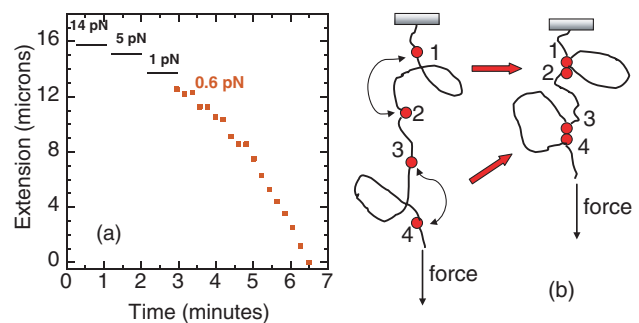 14 pN
5 pN
1 pN
0.6 pN
16
12
8
4
0
Extension (microns)
(a)
0 1 2 3 4 5 6 7
Time (minutes)
1
2
3
4
force
1
2
3
4
force
(b)